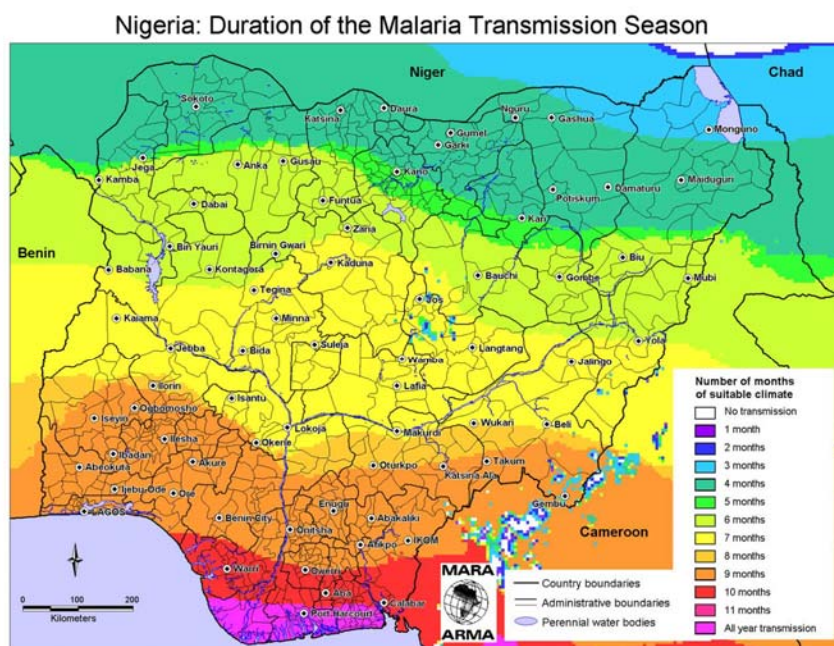 Nigeria: Duration of the Malaria Transmission Season
Niger
Chad
Sokoto
Katsina
Daura
Nguru
Gashua
Gumel
Garki
Monguno
Jega
Anka
Gusau
Kano
Kamba
Potiskum
Damaturu
Maiduguri
Dabai
Funtua
Kari
Zaria
Benin
Bin Yauri
Birnin Gwari
Babana
Kontagosa
Kaduna
Bauchi
Gombe
Biu
Mubi
Tegina
Jos
Kaiama
Minna
Jebba
Bida
Suleja
Wamba
Langtang
Yola
Jalingo
Ilorin
Isantu
Lafia
Iseyin
Ogbomosho
Lokoja
Makurdi
Wukari
Beli
Ilesha
Okene
Ibadan
Abeokuta
Akure
Oturkpo
Katsina Ala
Takum
Ijebu-Ode
Ose
Gembu
LAGOS
Benin City
Enugu
Abakaliki
Onitsha
Afikpo
IKOM
Cameroon
Warri
Owerri
Aba
Calabar
Port Harcourt
0 100 200
Kilometers
MARA
ARMA
Country boundaries
Administrative boundaries
Perennial water bodies
Number of months
of suitable climate
No transmission
1 month
2 months
3 months
4 months
5 months
6 months
7 months
8 months
9 months
10 months
11 months
All year transmission